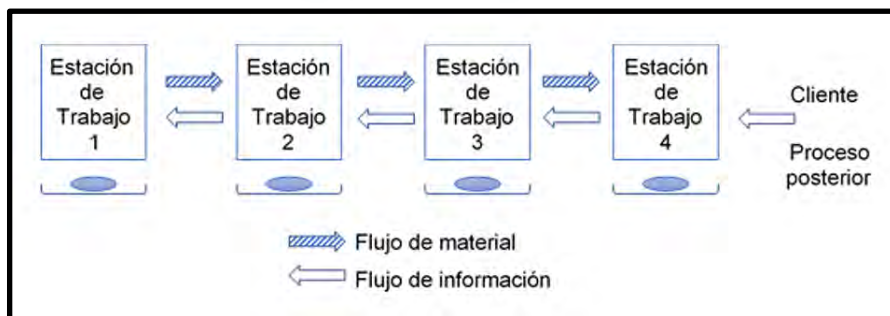 Estación
de
Trabajo
1
Estación
de
Trabajo
2
Estación
de
Trabajo
3
Estación
de
Trabajo
4
Cliente
Proceso
posterior
Flujo de material
Flujo de información